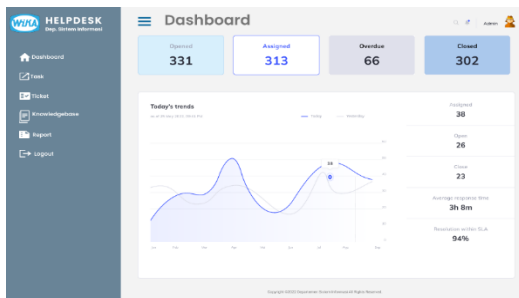 WIKA
HELPDESK
Dep. Sistem Informasi
Dashboard
Task
Ticket
Knowledgebase
Report
Logout
Dashboard
Admin
Opened
331
Assigned
313
Overdue
66
Closed
302
Today's trends
Today
Yesterday
38
Assigned
38
Open
26
Close
23
Average response time
3h 8m
Resolution within SLA
94%